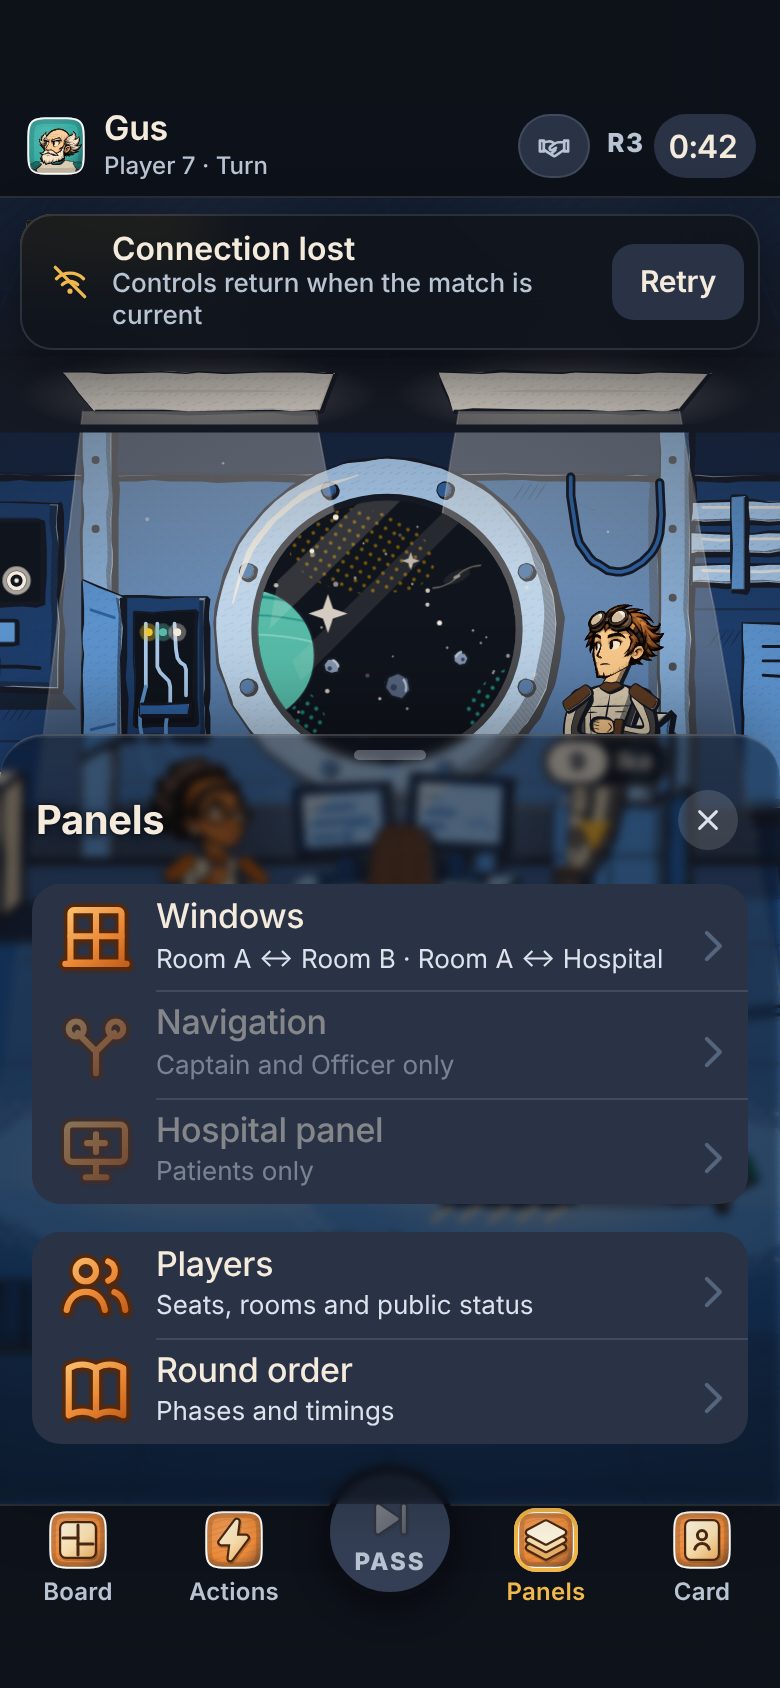 Gus
Player 7 · Turn
R3
0:42
Connection lost
Controls return when the match is
current
Retry
Panels
Windows
Room A ↔ Room B · Room A ↔ Hospital
Navigation
Captain and Officer only
Hospital panel
Patients only
Players
Seats, rooms and public status
Round order
Phases and timings
PASS
Board
Actions
Panels
Card